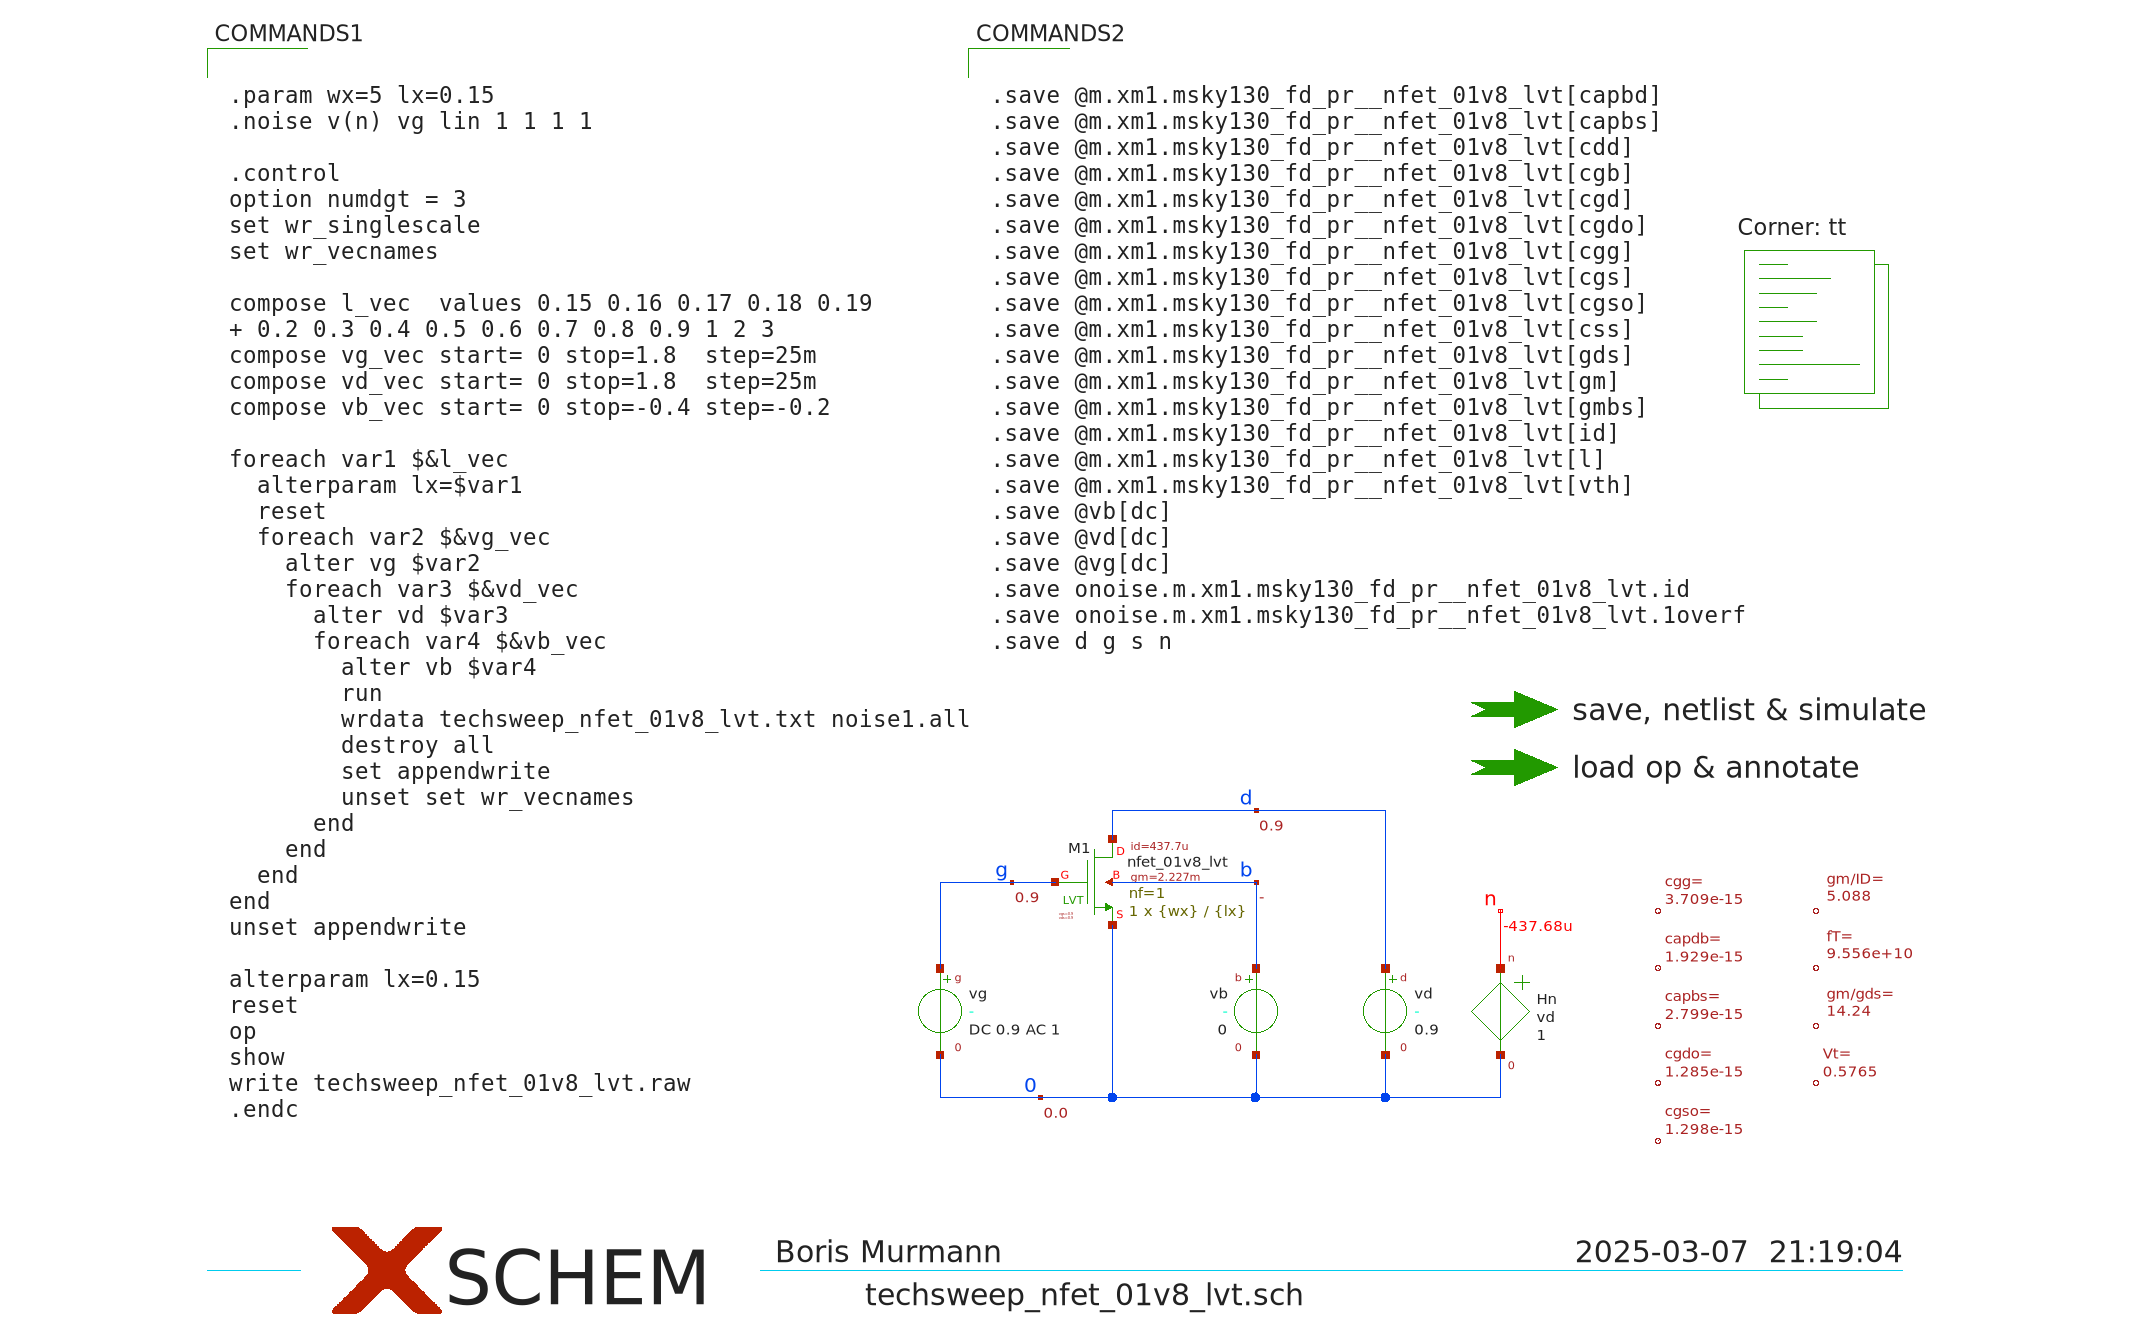 COMMANDS1
.param wx=5 lx=0.15
.noise v(n) vg lin 1 1 1 1
.control
option numdgt = 3
set wr_singlescale
set wr_vecnames
compose l_vec  values 0.15 0.16 0.17 0.18 0.19
+ 0.2 0.3 0.4 0.5 0.6 0.7 0.8 0.9 1 2 3
compose vg_vec start= 0 stop=1.8  step=25m
compose vd_vec start= 0 stop=1.8  step=25m
compose vb_vec start= 0 stop=-0.4 step=-0.2
foreach var1 $&l_vec
alterparam lx=$var1
reset
foreach var2 $&vg_vec
alter vg $var2
foreach var3 $&vd_vec
alter vd $var3
foreach var4 $&vb_vec
alter vb $var4
run
wrdata techsweep_nfet_01v8_lvt.txt noise1.all
destroy all
set appendwrite
unset set wr_vecnames
end
end
end
end
unset appendwrite
alterparam lx=0.15
reset
op
show
write techsweep_nfet_01v8_lvt.raw
.endc
COMMANDS2
.save @m.xm1.msky130_fd_pr__nfet_01v8_lvt[capbd]
.save @m.xm1.msky130_fd_pr__nfet_01v8_lvt[capbs]
.save @m.xm1.msky130_fd_pr__nfet_01v8_lvt[cdd]
.save @m.xm1.msky130_fd_pr__nfet_01v8_lvt[cgb]
.save @m.xm1.msky130_fd_pr__nfet_01v8_lvt[cgd]
.save @m.xm1.msky130_fd_pr__nfet_01v8_lvt[cgdo]
.save @m.xm1.msky130_fd_pr__nfet_01v8_lvt[cgg]
.save @m.xm1.msky130_fd_pr__nfet_01v8_lvt[cgs]
.save @m.xm1.msky130_fd_pr__nfet_01v8_lvt[cgso]
.save @m.xm1.msky130_fd_pr__nfet_01v8_lvt[css]
.save @m.xm1.msky130_fd_pr__nfet_01v8_lvt[gds]
.save @m.xm1.msky130_fd_pr__nfet_01v8_lvt[gm]
.save @m.xm1.msky130_fd_pr__nfet_01v8_lvt[gmbs]
.save @m.xm1.msky130_fd_pr__nfet_01v8_lvt[id]
.save @m.xm1.msky130_fd_pr__nfet_01v8_lvt[l]
.save @m.xm1.msky130_fd_pr__nfet_01v8_lvt[vth]
.save @vb[dc]
.save @vd[dc]
.save @vg[dc]
.save onoise.m.xm1.msky130_fd_pr__nfet_01v8_lvt.id
.save onoise.m.xm1.msky130_fd_pr__nfet_01v8_lvt.1overf
.save d g s n
Corner: tt
save, netlist & simulate
load op & annotate
d
0.9
M1
D
id=437.7u
nfet_01v8_lvt
g
G
B
gm=2.227m
b
0.9
LVT
nf=1
-
S
1 x {wx} / {lx}
n
-437.68u
+ g
vg
-
DC 0.9 AC 1
0
b +
vb
-
0
0
+ d
vd
-
0.9
0
n
+
Hn
vd
1
0
0
0.0
cgg=
3.709e-15
capdb=
1.929e-15
capbs=
2.799e-15
cgdo=
1.285e-15
cgso=
1.298e-15
gm/ID=
5.088
fT=
9.556e+10
gm/gds=
14.24
Vt=
0.5765
XSCHEM
Boris Murmann
2025-03-07  21:19:04
techsweep_nfet_01v8_lvt.sch